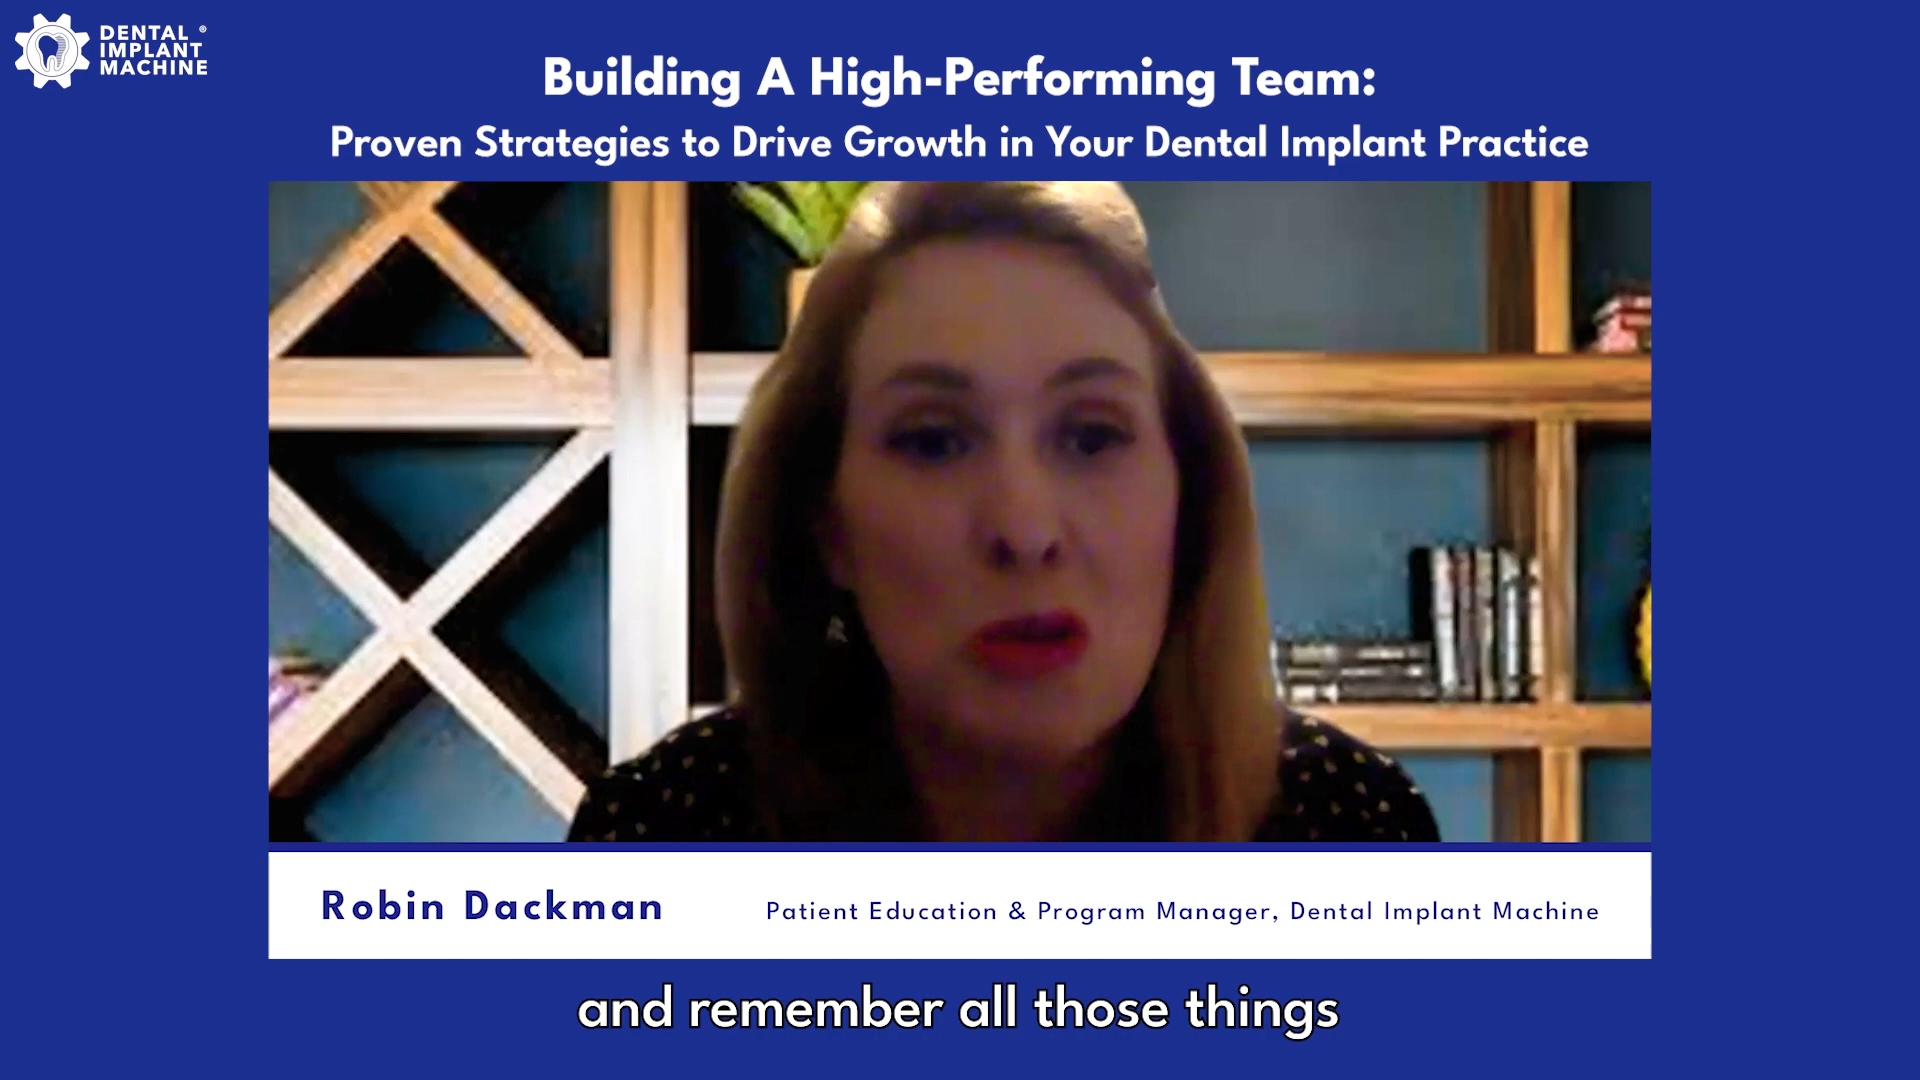 DENTAL ®
IMPLANT
MACHINE
Building A High-Performing Team:
Proven Strategies to Drive Growth in Your Dental Implant Practice
Robin Dackman
Patient Education & Program Manager, Dental Implant Machine
and remember all those things